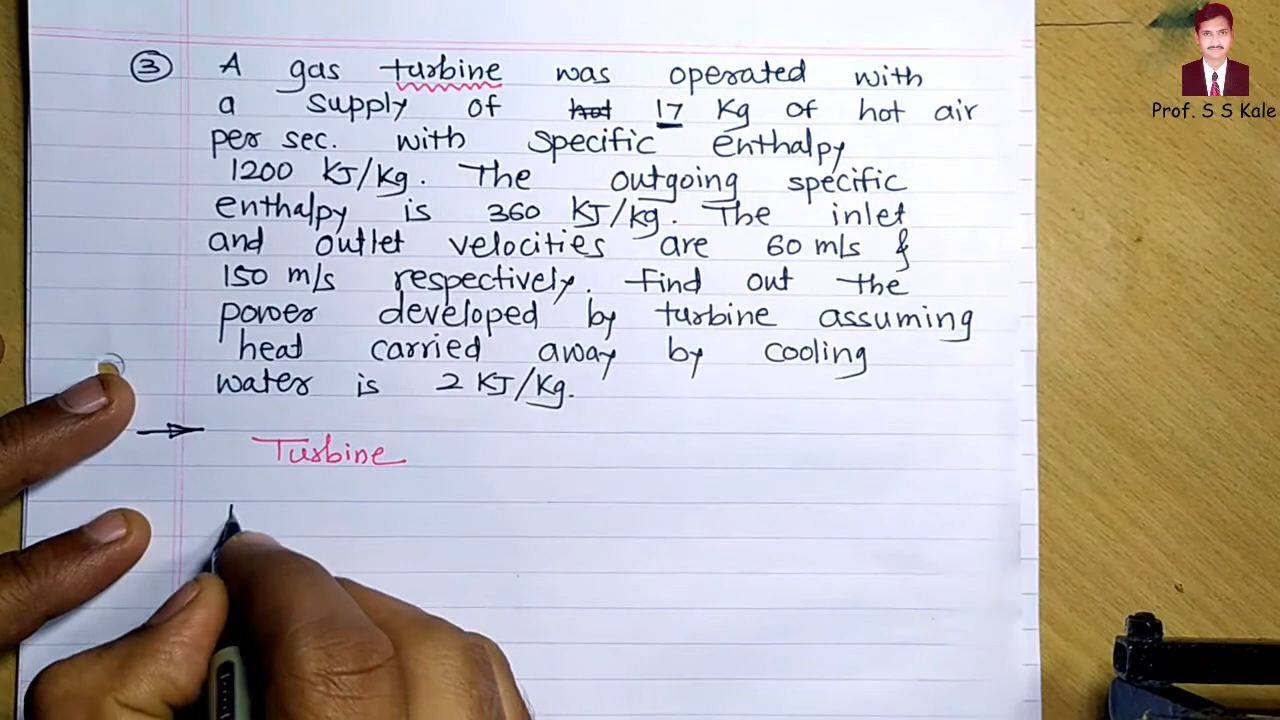 ③ A gas turbine was operated with
a supply of hot 17 Kg of hot air
per sec. with specific enthalpy
1200 KJ/Kg. The outgoing specific
enthalpy is 360 KJ/Kg. The inlet
and outlet velocities are 60 m/s &
150 m/s respectively. Find out the
power developed by turbine assuming
heat carried away by cooling
water is 2 KJ/Kg.
Turbine
Prof. S S Kale